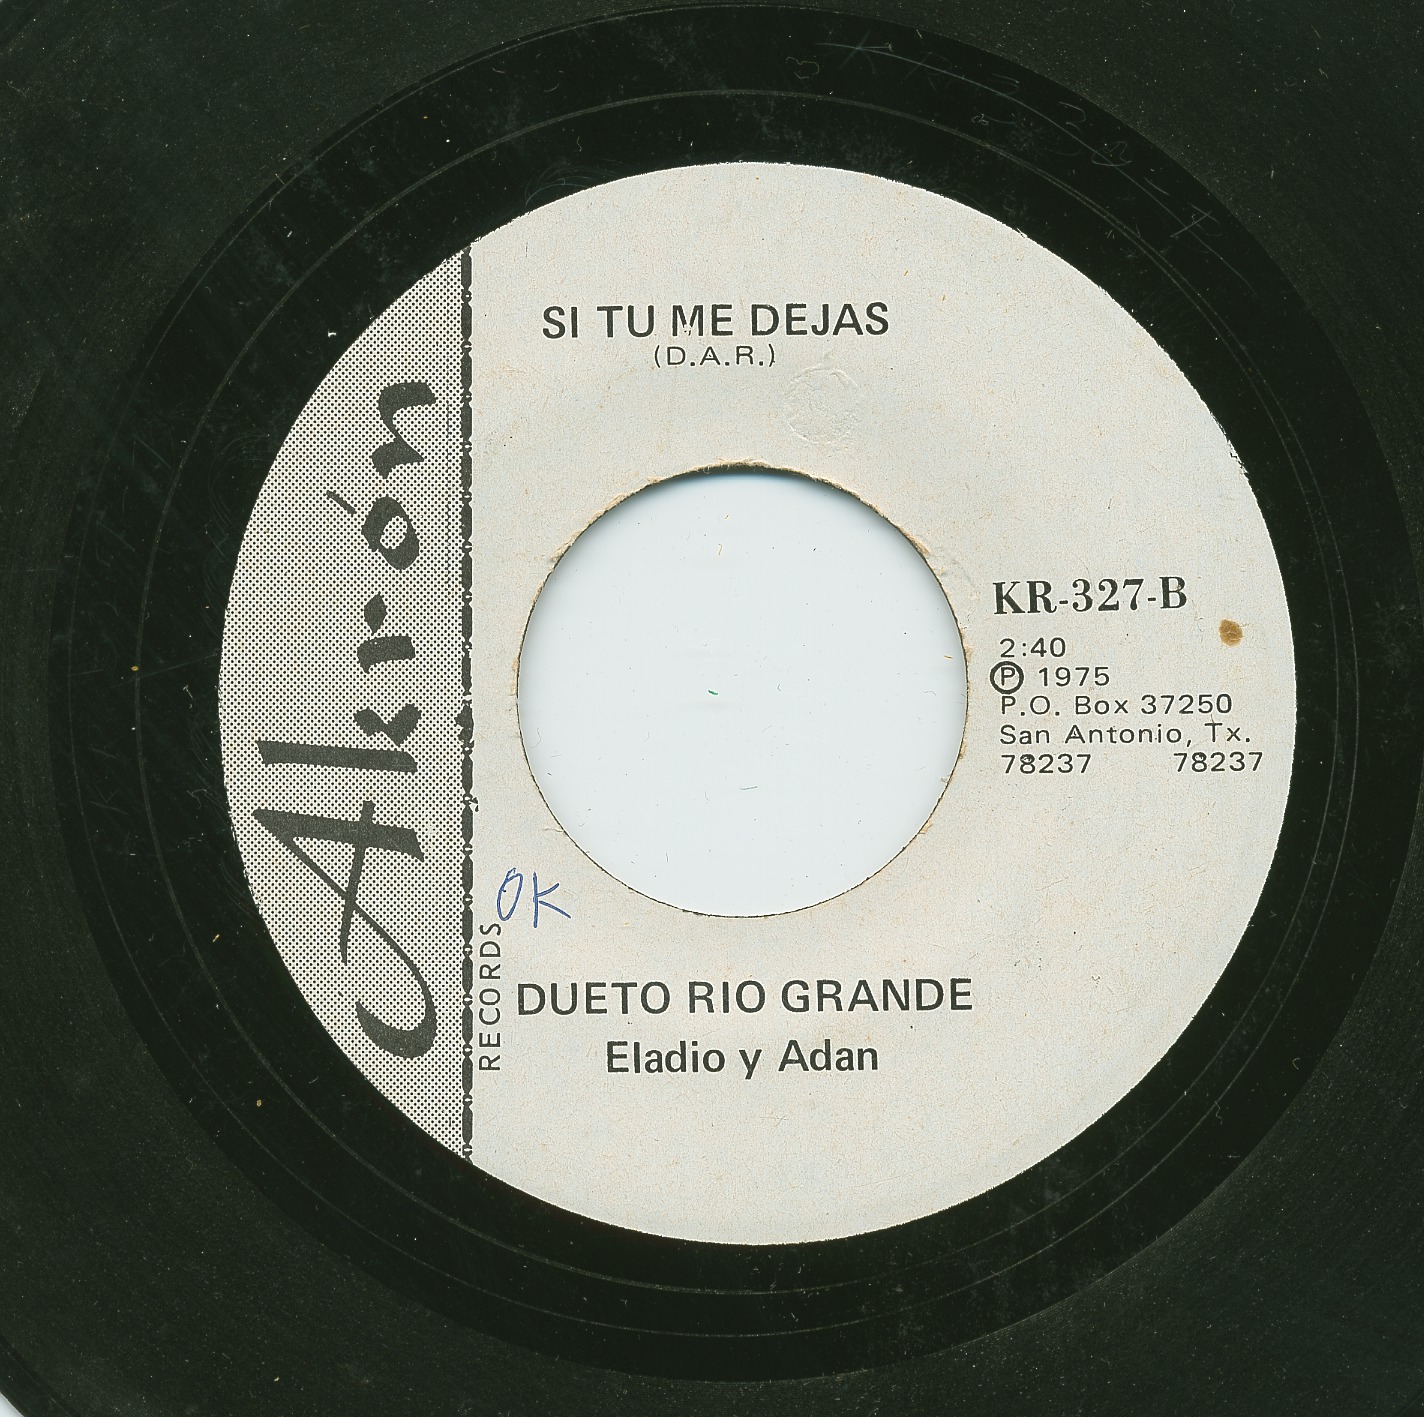 SI TU ME DEJAS
(D.A.R.)
Akrón
RECORDS
KR-327-B
2:40
Ⓟ 1975
P.O. Box 37250
San Antonio, Tx.
78237 78237
OK
DUETO RIO GRANDE
Eladio y Adan